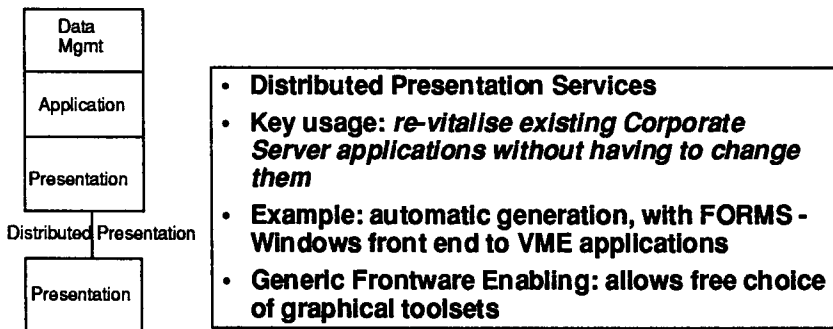 Data
Mgmt
Application
Presentation
Distributed Presentation
Presentation
• Distributed Presentation Services
• Key usage: re-vitalise existing Corporate
Server applications without having to change
them
• Example: automatic generation, with FORMS -
Windows front end to VME applications
• Generic Frontware Enabling: allows free choice
of graphical toolsets